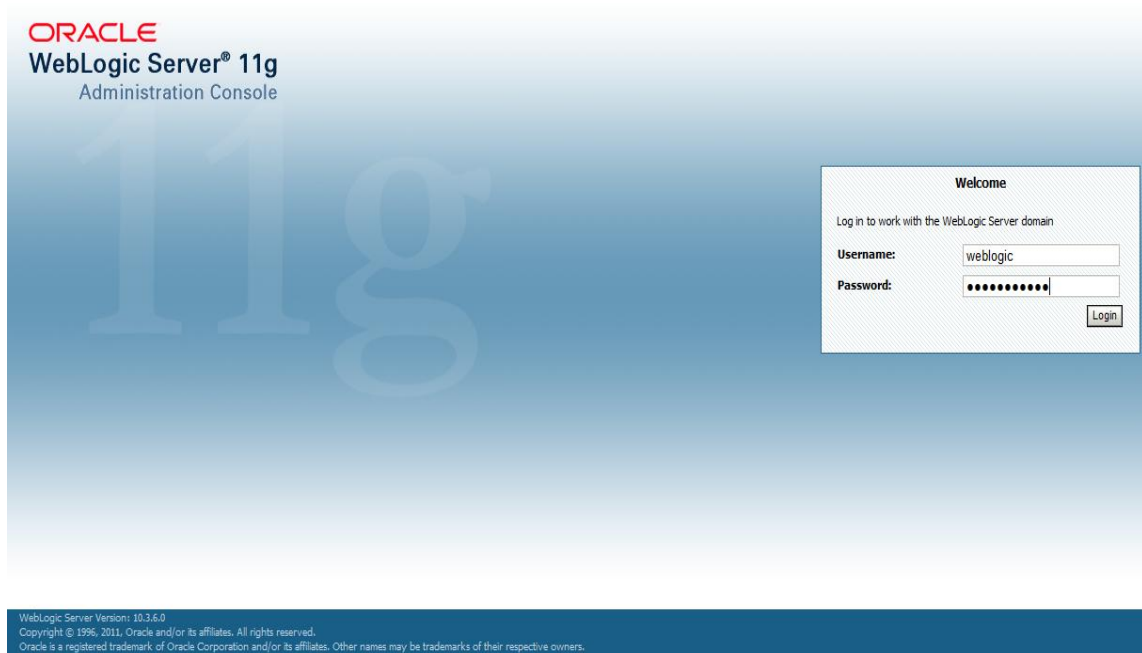 ORACLE
WebLogic Server® 11g
Administration Console
11g
Welcome
Log in to work with the WebLogic Server domain
Username: weblogic
Password: ●●●●●●●●●●●
Login
WebLogic Server Version: 10.3.6.0
Copyright © 1996, 2011, Oracle and/or its affiliates. All rights reserved.
Oracle is a registered trademark of Oracle Corporation and/or its affiliates. Other names may be trademarks of their respective owners.